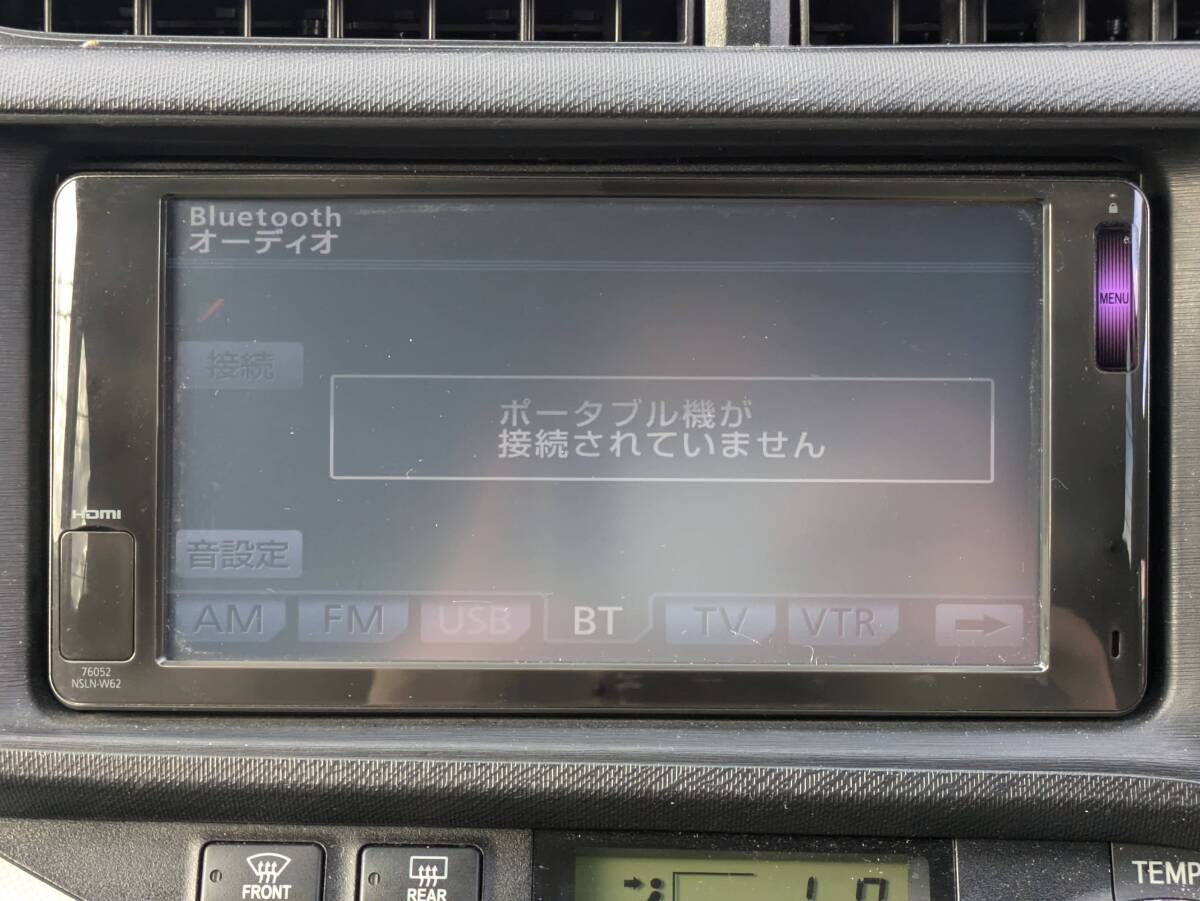 Bluetooth
オーディオ
接続
ポータブル機が
接続されていません
音設定
AM FM USB BT TV VTR
MENU
HDMI
76052
NSLN-W62
FRONT
REAR
TEMP